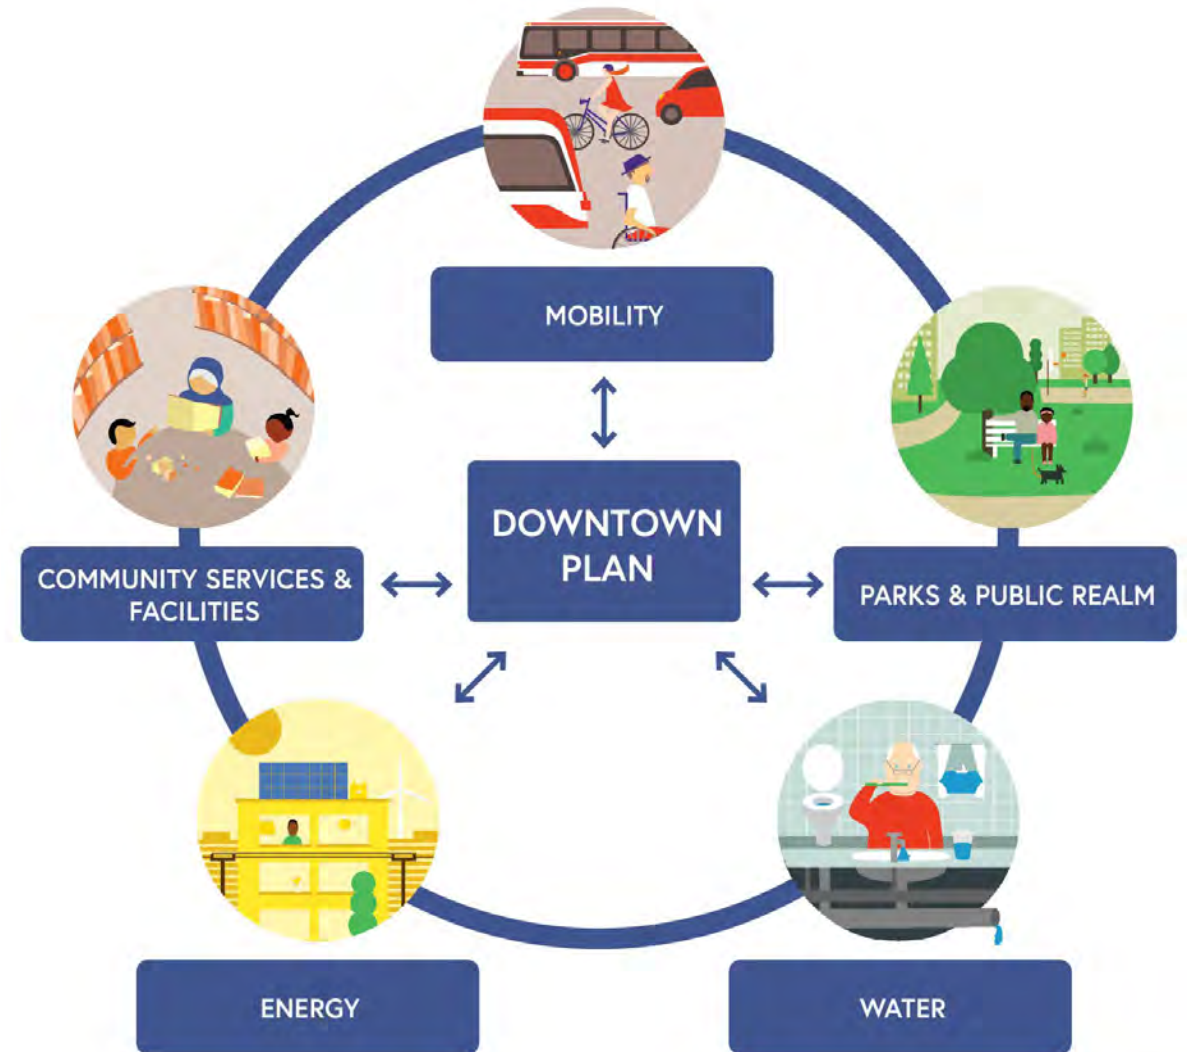 MOBILITY
DOWNTOWN
PLAN
COMMUNITY SERVICES &
FACILITIES
PARKS & PUBLIC REALM
ENERGY
WATER